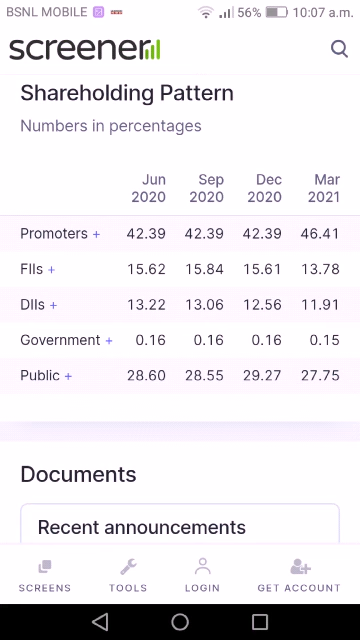 BSNL MOBILE 56% 10:07 a.m.
screener
Shareholding Pattern
Numbers in percentages
Jun 2020 Sep 2020 Dec 2020 Mar 2021
Promoters + 42.39 42.39 42.39 46.41
FIIs + 15.62 15.84 15.61 13.78
DIIs + 13.22 13.06 12.56 11.91
Government + 0.16 0.16 0.16 0.15
Public + 28.60 28.55 29.27 27.75
Documents
Recent announcements
SCREENS TOOLS LOGIN GET ACCOUNT